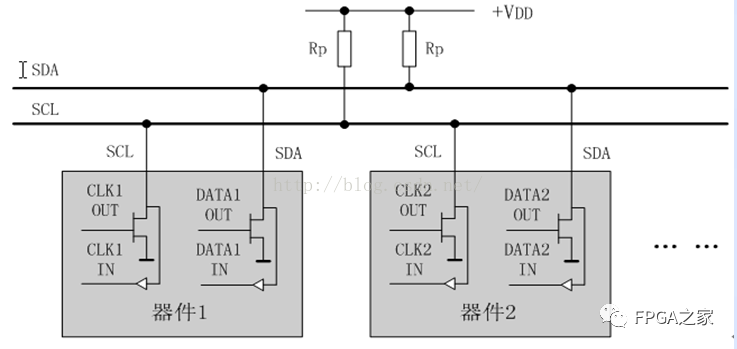 +VDD
Rp
Rp
SDA
SCL
SCL
SDA
SCL
SDA
http://blog.csdn.net/
CLK1
OUT
DATA1
OUT
CLK2
OUT
DATA2
OUT
CLK1
IN
DATA1
IN
CLK2
IN
DATA2
IN
... ...
器件1
器件2
FPGA之家